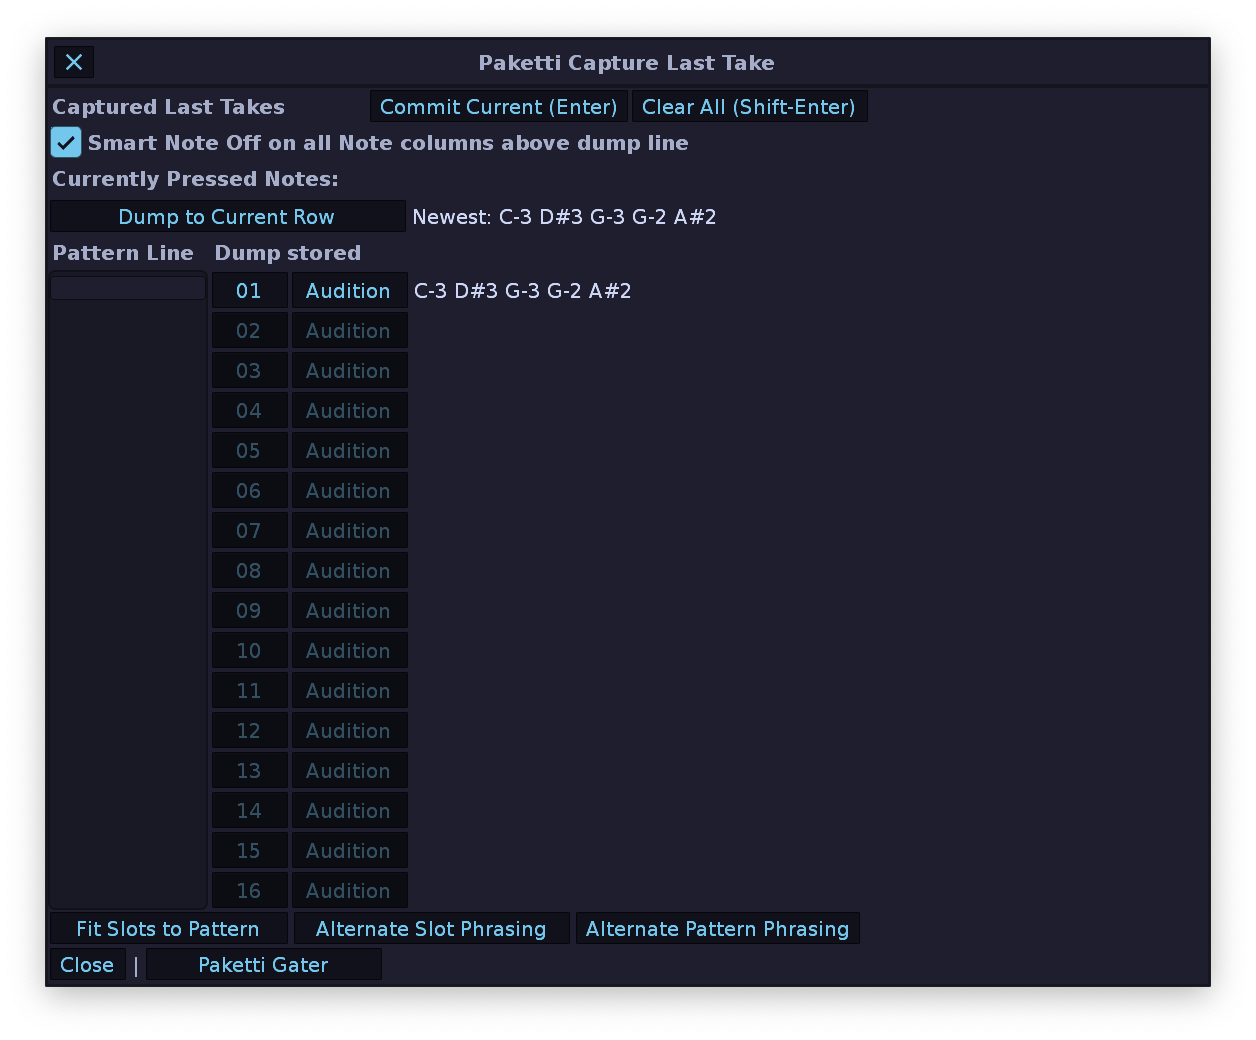 Paketti Capture Last Take
Captured Last Takes Commit Current (Enter) Clear All (Shift-Enter)
Smart Note Off on all Note columns above dump line
Currently Pressed Notes:
Dump to Current Row Newest: C-3 D#3 G-3 G-2 A#2
Pattern Line Dump stored
01 Audition C-3 D#3 G-3 G-2 A#2
02 Audition
03 Audition
04 Audition
05 Audition
06 Audition
07 Audition
08 Audition
09 Audition
10 Audition
11 Audition
12 Audition
13 Audition
14 Audition
15 Audition
16 Audition
Fit Slots to Pattern Alternate Slot Phrasing Alternate Pattern Phrasing
Close | Paketti Gater